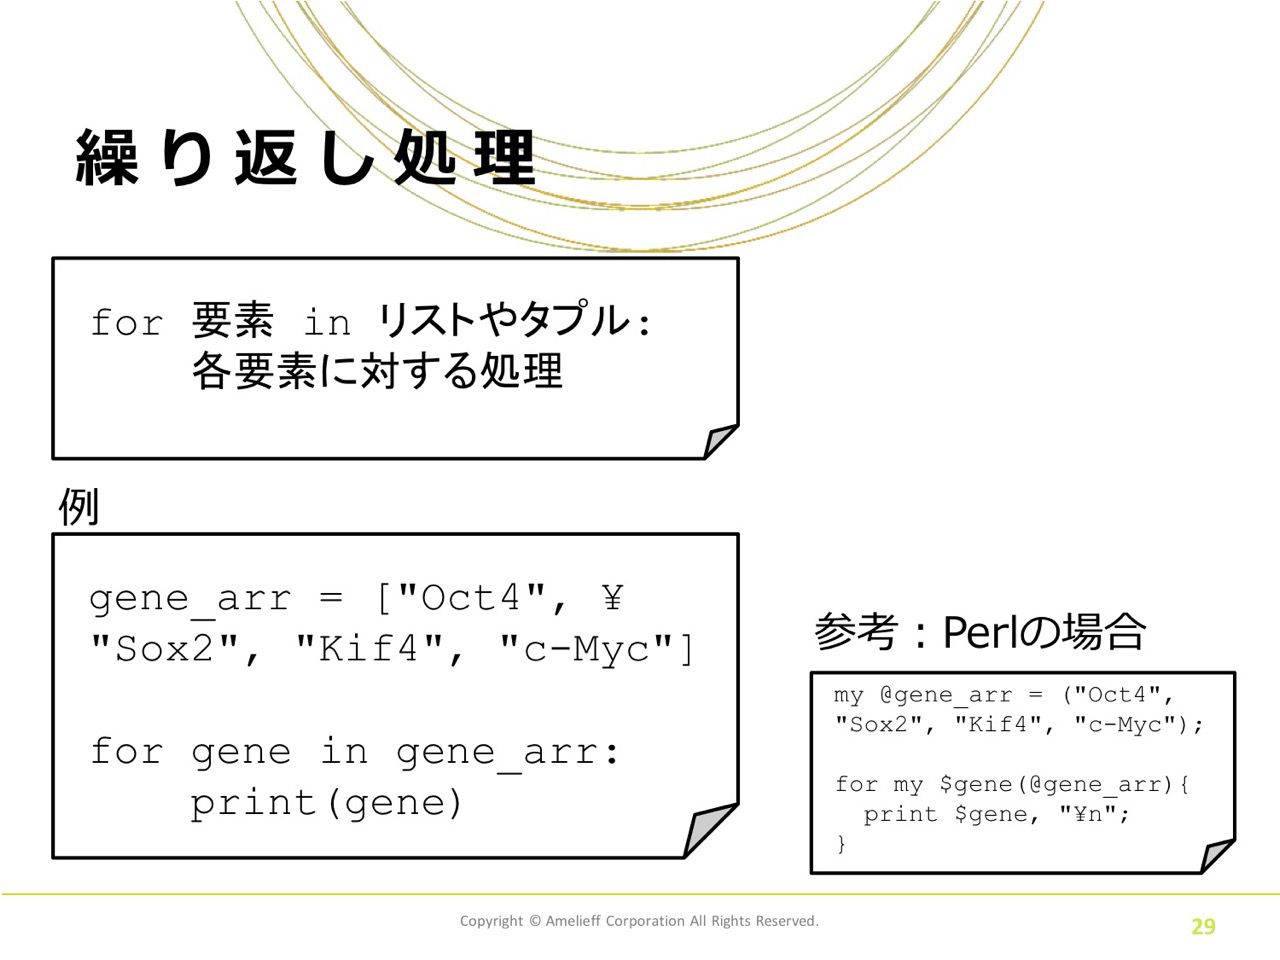 繰り返し処理
for 要素 in リストやタプル:
    各要素に対する処理
例
gene_arr = ["Oct4", ¥
"Sox2", "Kif4", "c-Myc"]
for gene in gene_arr:
    print(gene)
参考：Perlの場合
my @gene_arr = ("Oct4",
"Sox2", "Kif4", "c-Myc");
for my $gene(@gene_arr){
  print $gene, "¥n";
}
Copyright © Amelieff Corporation All Rights Reserved.
29